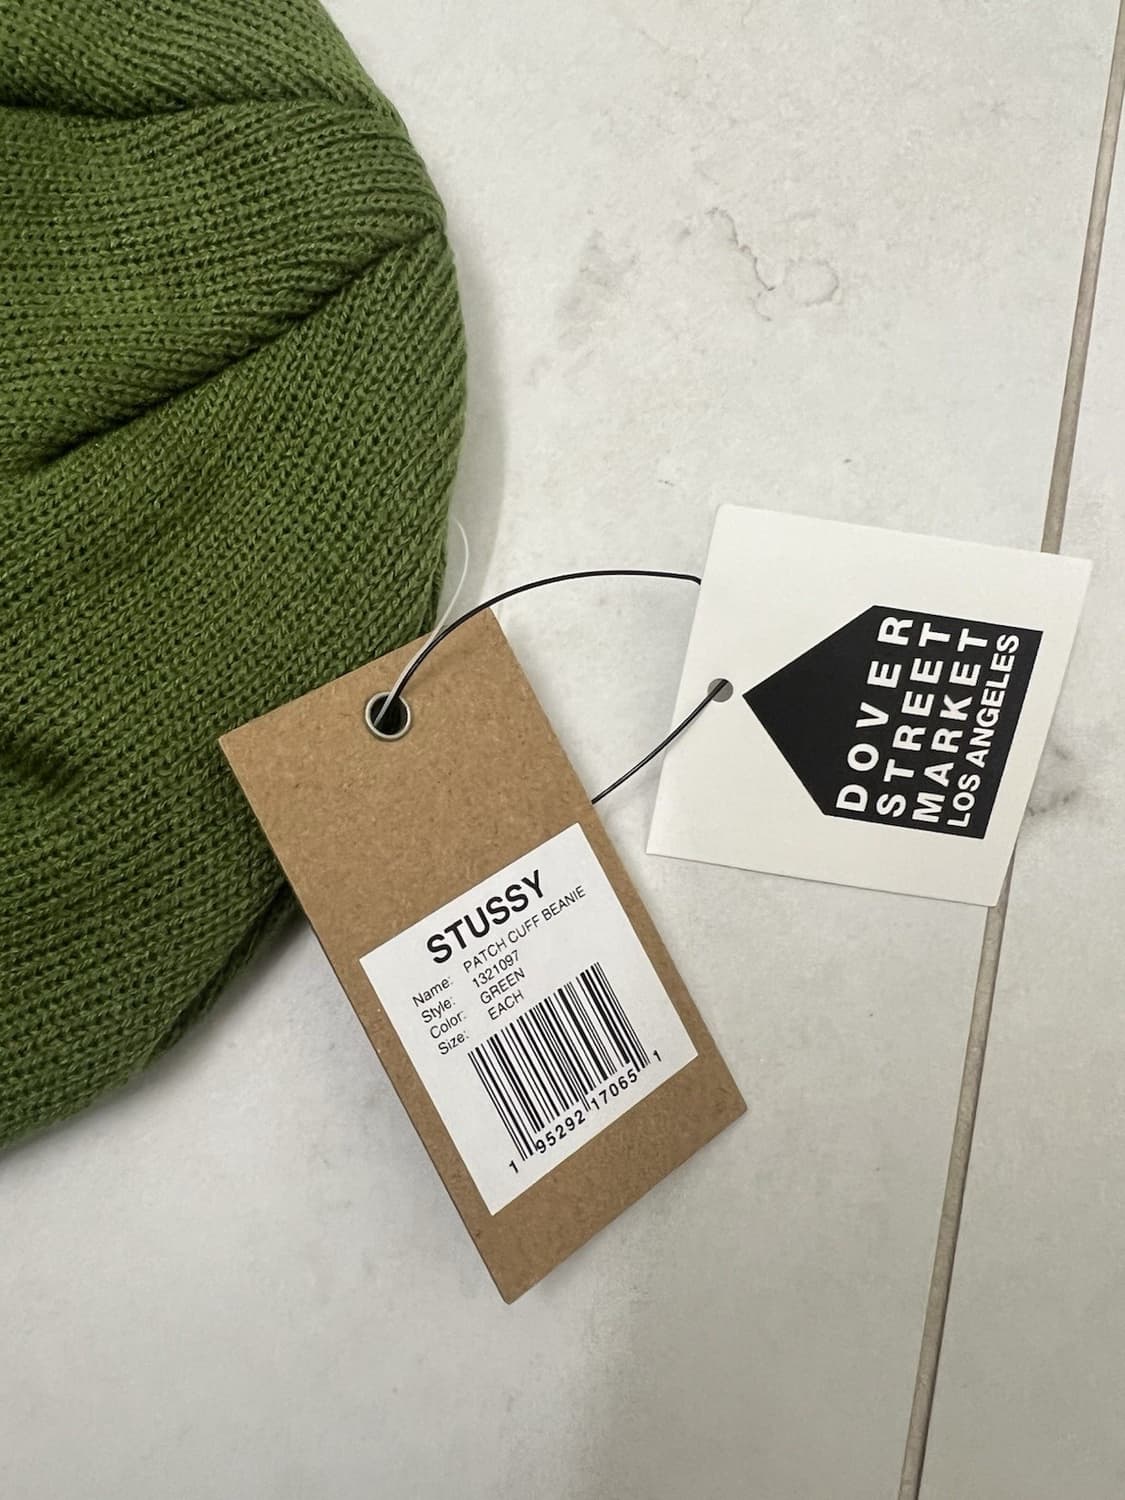 STUSSY
Name: PATCH CUFF BEANIE
Style: 1321097
Color: GREEN
Size: EACH
1 95292 17065 1
DOVER
STREET
MARKET
LOS ANGELES